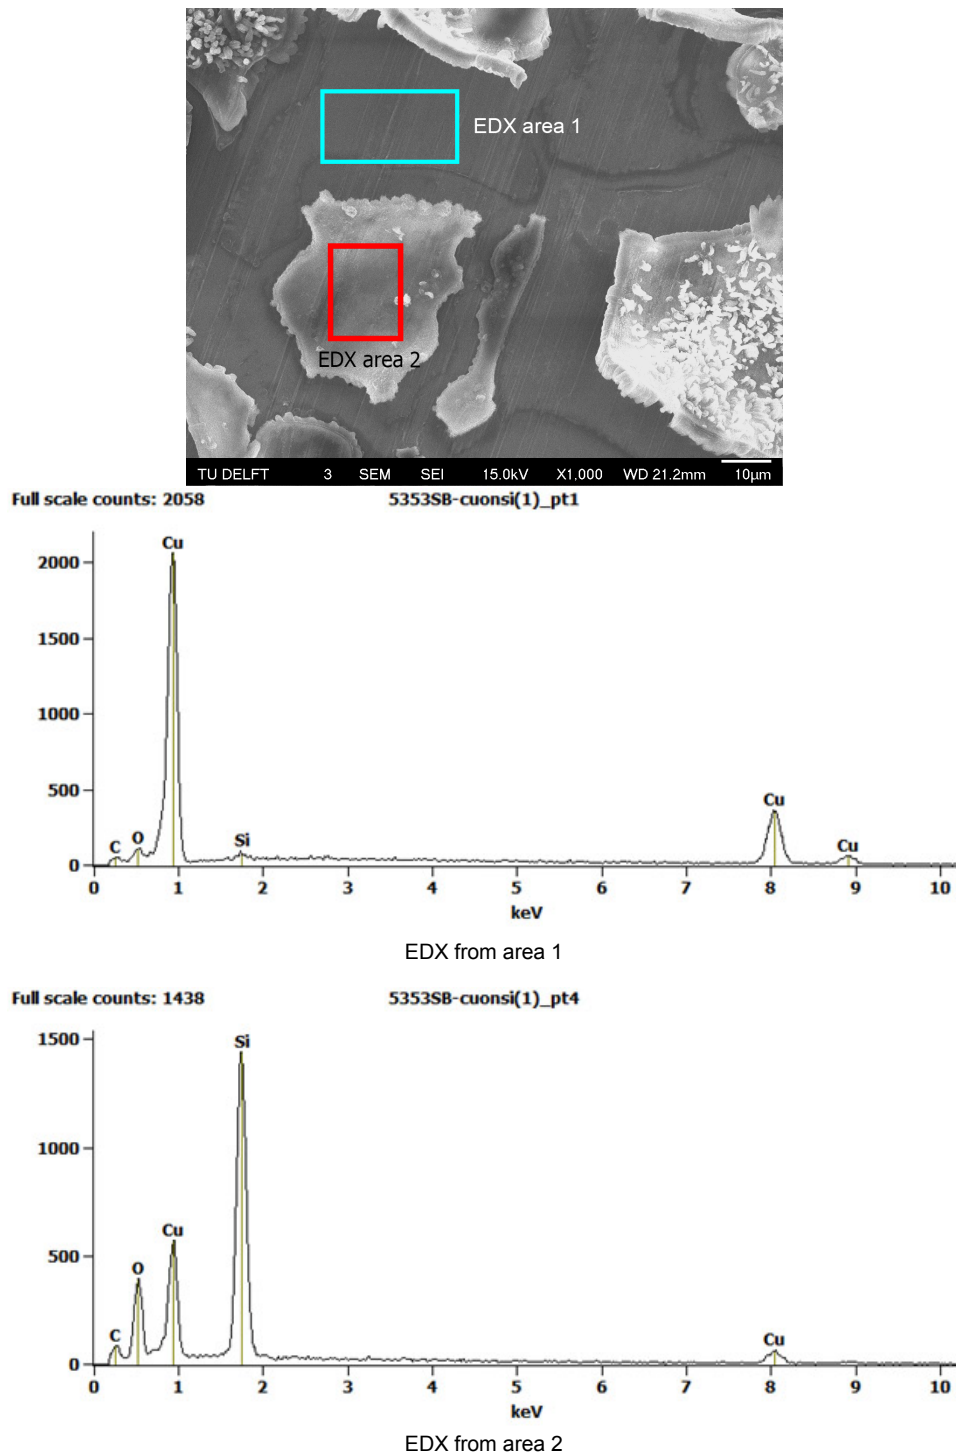 EDX area 1
EDX area 2
TU DELFT 3 SEM SEI 15.0kV X1,000 WD 21.2mm 10µm
Full scale counts: 2058 5353SB-cuonsi(1)_pt1
Cu
2000
1500
1000
500
Cu
C O Si Cu
0
0 1 2 3 4 5 6 7 8 9 10
keV
EDX from area 1
Full scale counts: 1438 5353SB-cuonsi(1)_pt4
1500
Si
1000
Cu
500
O
C Cu
0
0 1 2 3 4 5 6 7 8 9 10
keV
EDX from area 2